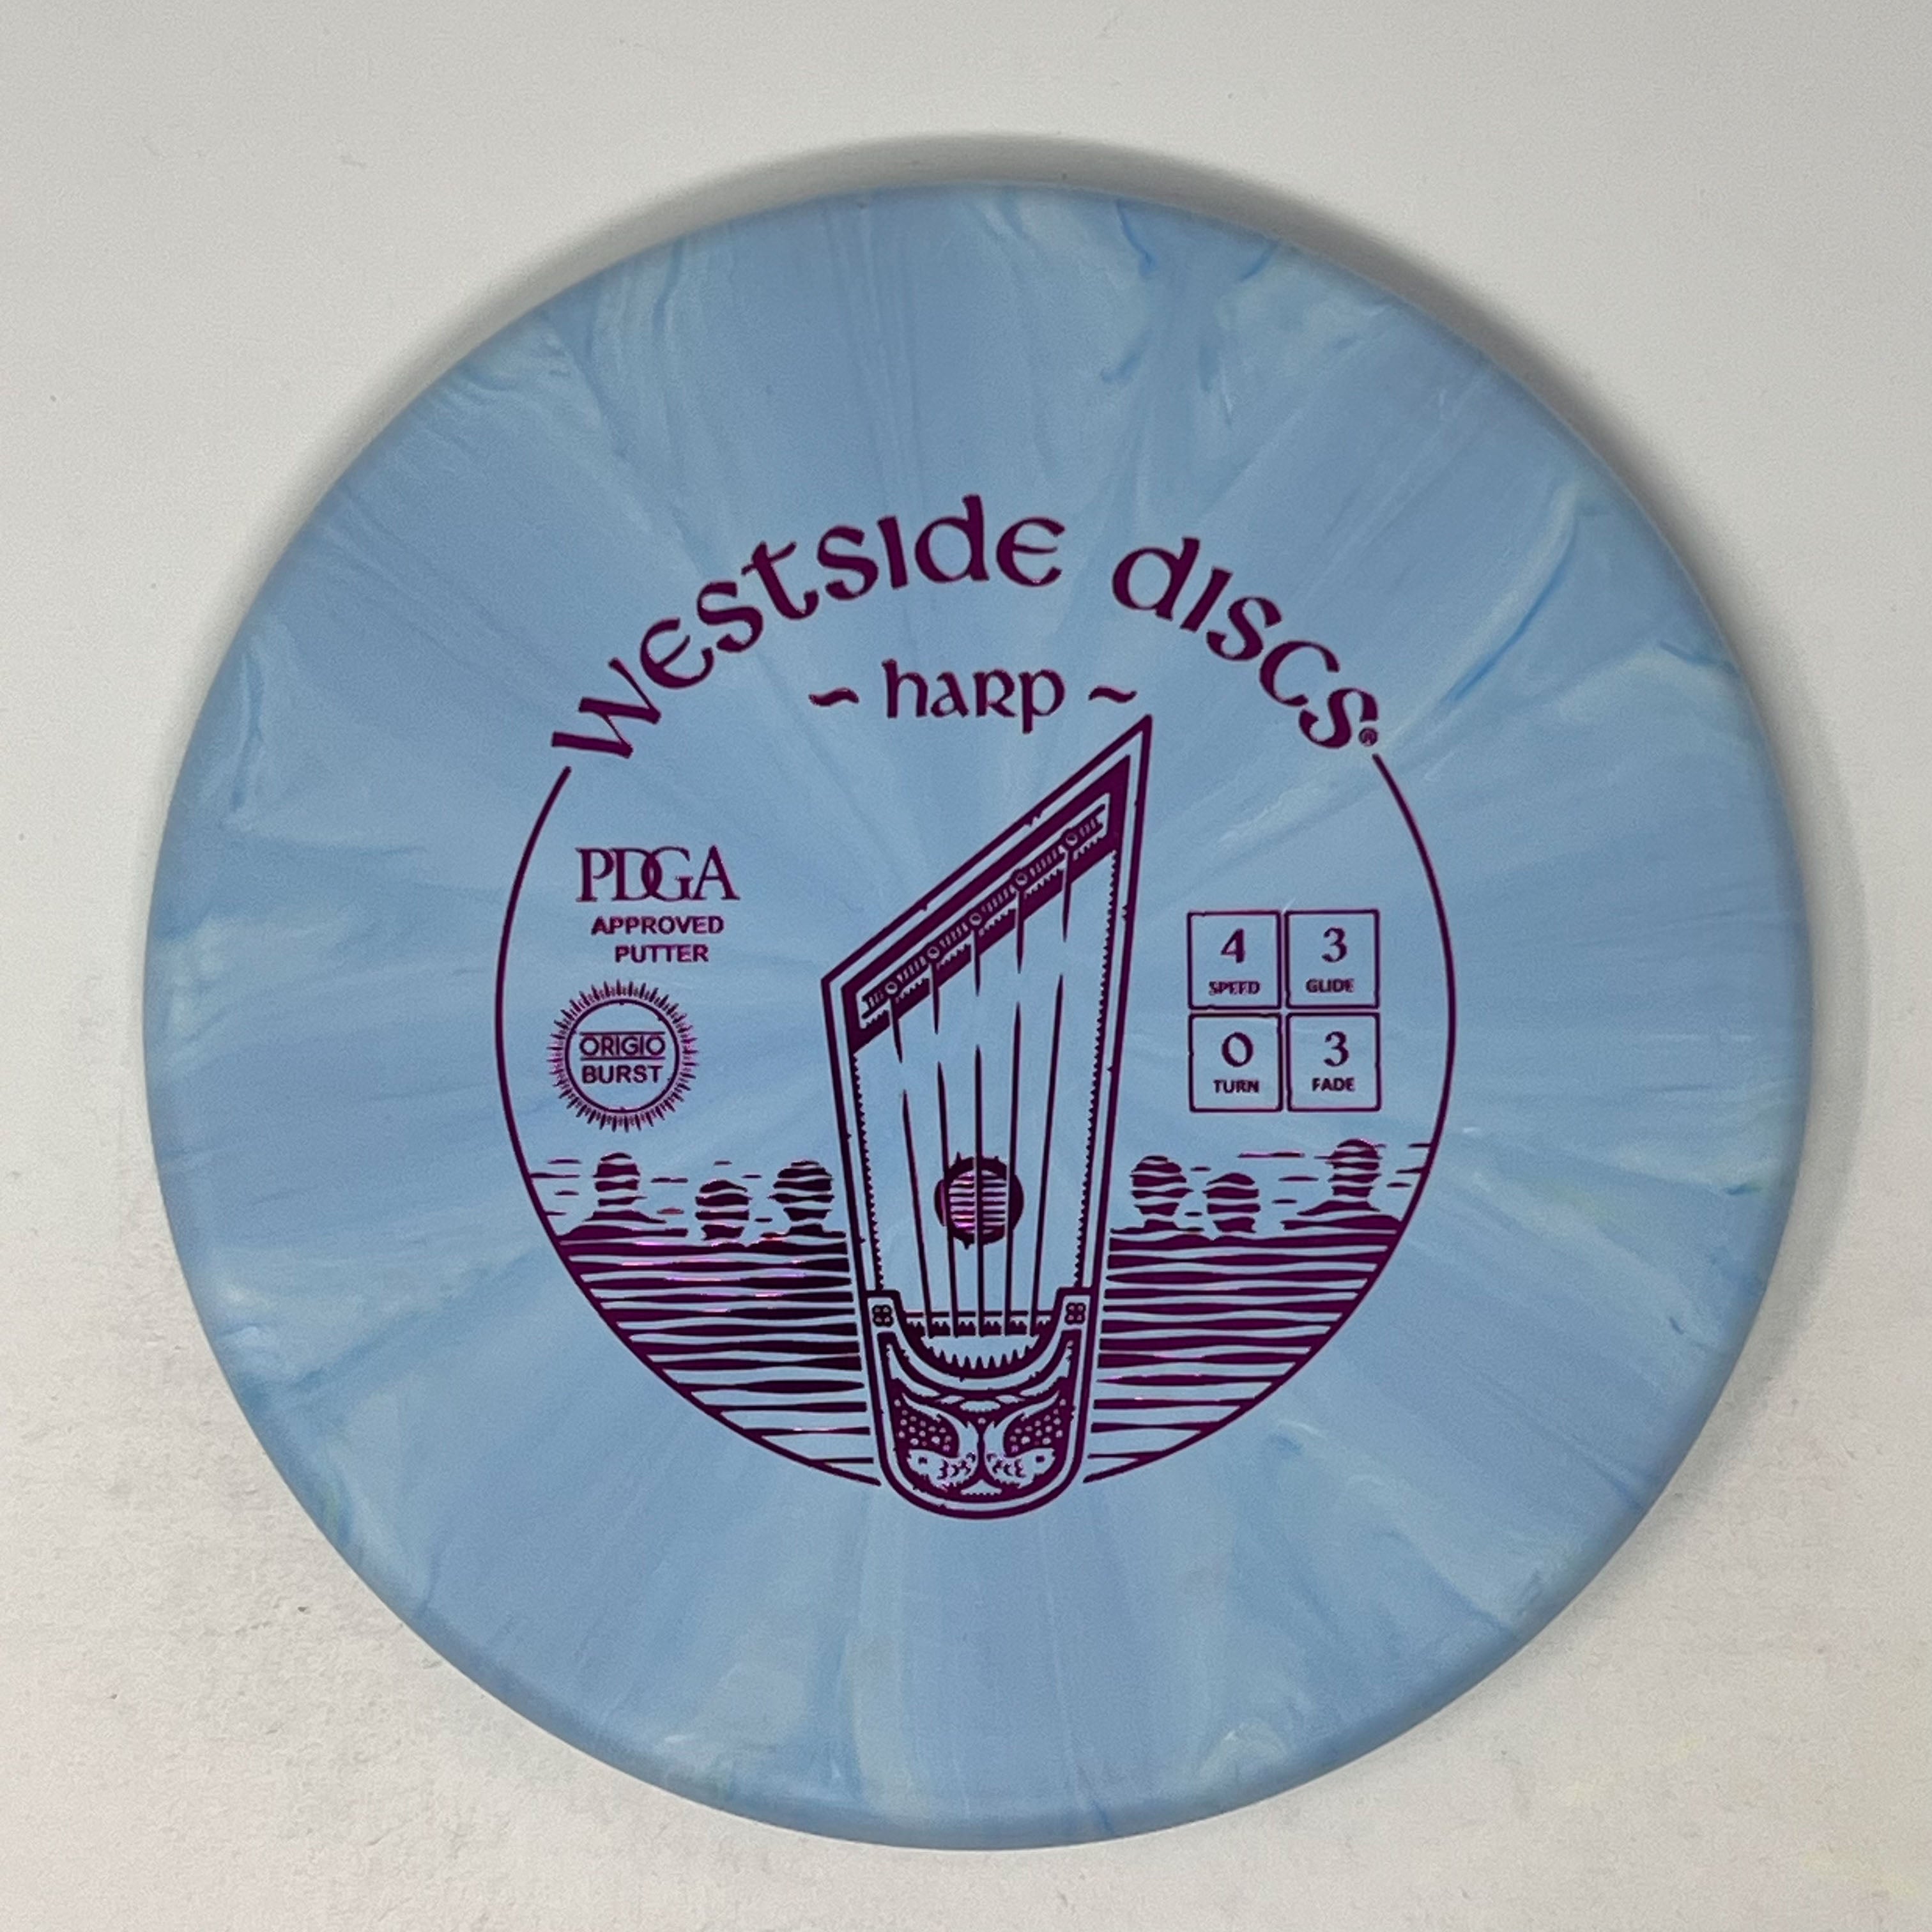 westside discs®
~ harp ~
PDGA
APPROVED
PUTTER
ORIGIO
BURST
4 3
SPEED GLIDE
0 3
TURN FADE